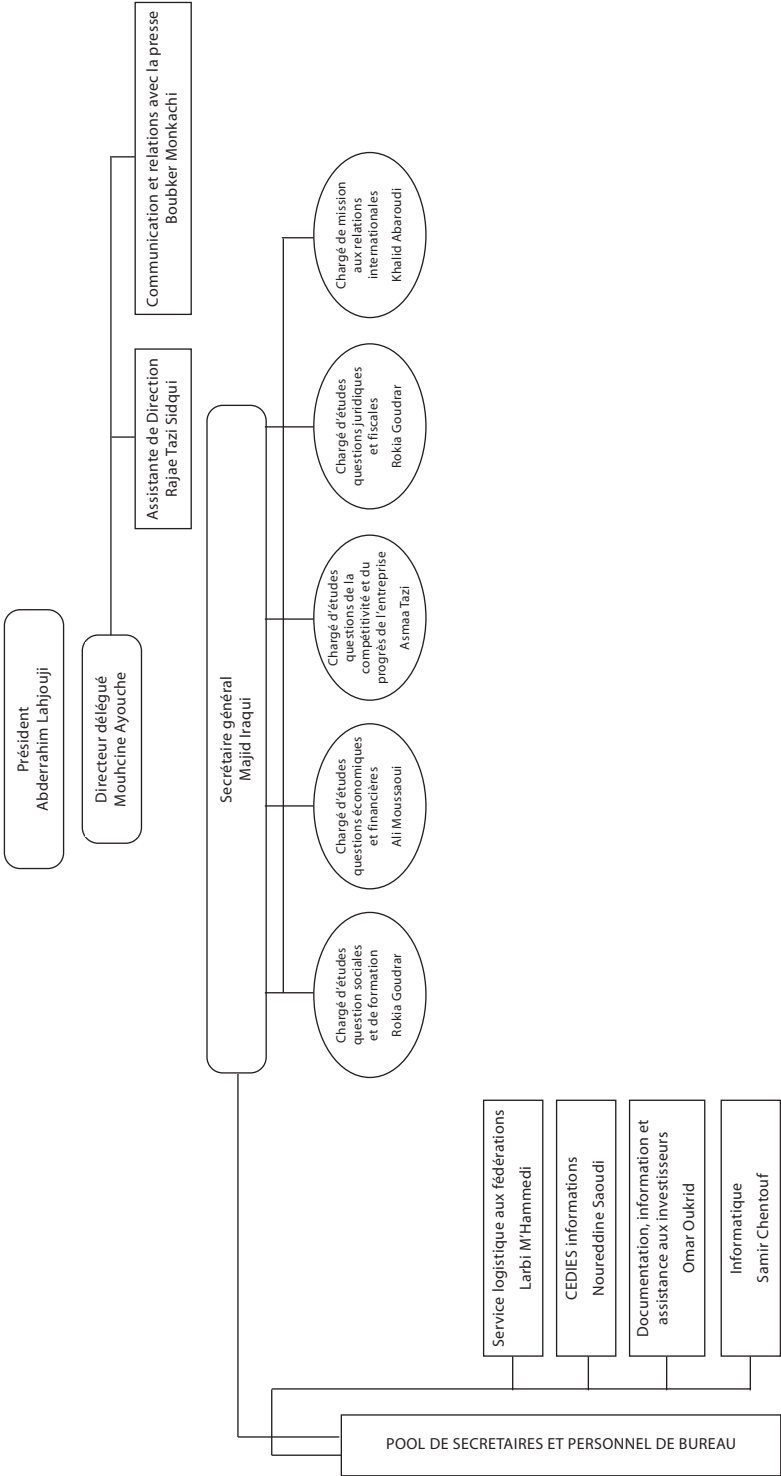 Président
Abderrahim Lahjouji
Directeur délégué
Mouhcine Ayouche
Assistante de Direction
Rajae Tazi Sidqui
Communication et relations avec la presse
Boubker Monkachi
Secrétaire général
Majid Iraqui
Chargé d'études
question sociales
et de formation
Rokia Goudrar
Chargé d'études
questions économiques
et financières
Ali Moussaoui
Chargé d'études
questions de la
compétitivité et du
progrès de l'entreprise
Asmaa Tazi
Chargé d'études
questions juridiques
et fiscales
Rokia Goudrar
Chargé de mission
aux relations
internationales
Khalid Abaroudi
Service logistique aux fédérations
Larbi M'Hammedi
CEDIES informations
Noureddine Saoudi
Documentation, information et
assistance aux investisseurs
Omar Oukrid
Informatique
Samir Chentouf
POOL DE SECRETAIRES ET PERSONNEL DE BUREAU